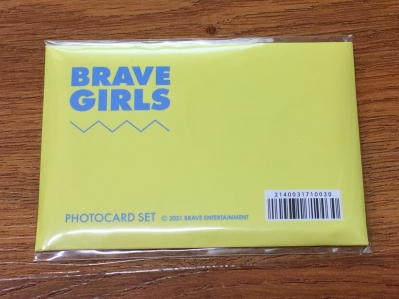 BRAVE
GIRLS
2140031710030
PHOTOCARD SET © 2021 BRAVE ENTERTAINMENT